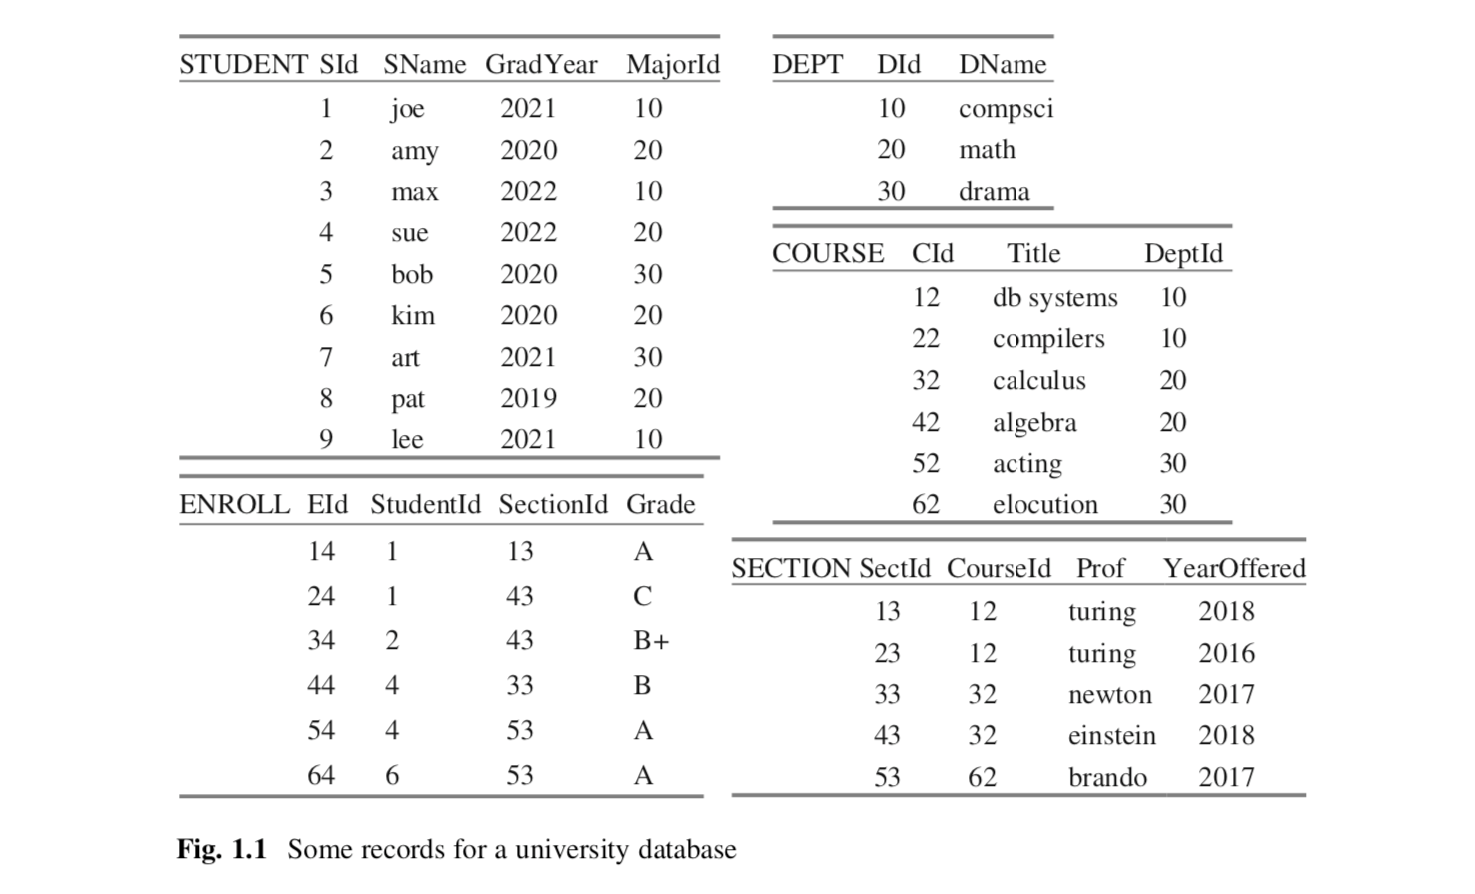 STUDENT SId SName GradYear MajorId
1 joe 2021 10
2 amy 2020 20
3 max 2022 10
4 sue 2022 20
5 bob 2020 30
6 kim 2020 20
7 art 2021 30
8 pat 2019 20
9 lee 2021 10
ENROLL EId StudentId SectionId Grade
14 1 13 A
24 1 43 C
34 2 43 B+
44 4 33 B
54 4 53 A
64 6 53 A
DEPT DId DName
10 compsci
20 math
30 drama
COURSE CId Title DeptId
12 db systems 10
22 compilers 10
32 calculus 20
42 algebra 20
52 acting 30
62 elocution 30
SECTION SectId CourseId Prof YearOffered
13 12 turing 2018
23 12 turing 2016
33 32 newton 2017
43 32 einstein 2018
53 62 brando 2017
Fig. 1.1 Some records for a university database